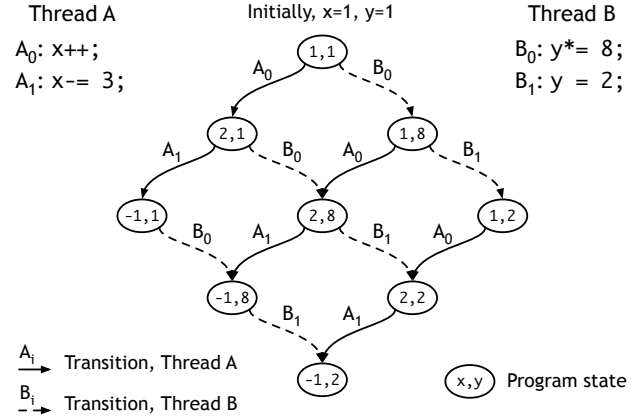 Thread A
Initially, x=1, y=1
Thread B
A0: x++;
A1: x-= 3;
B0: y*= 8;
B1: y = 2;
1,1
A0
B0
2,1
1,8
A1
B0
A0
B1
-1,1
2,8
1,2
B0
A1
B1
A0
-1,8
2,2
B1
A1
-1,2
Ai
Transition, Thread A
Bi
Transition, Thread B
x,y
Program state